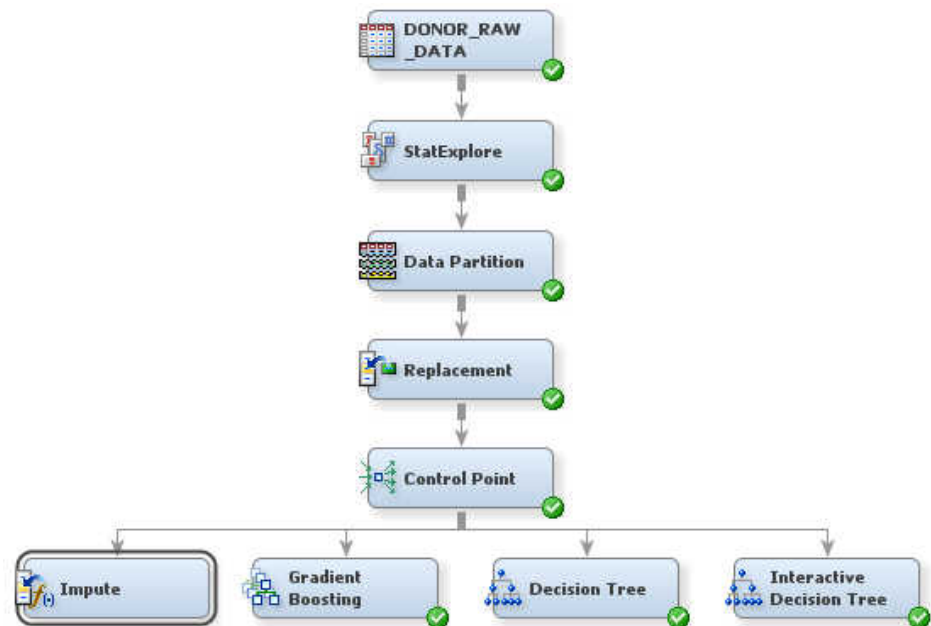 DONOR_RAW
_DATA
StatExplore
Data Partition
Replacement
Control Point
Impute
Gradient
Boosting
Decision Tree
Interactive
Decision Tree